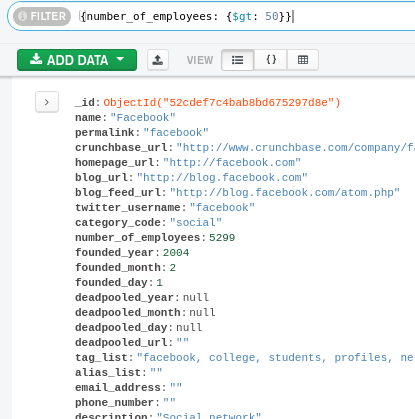 FILTER {number_of_employees: {$gt: 50}}
ADD DATA VIEW {}
_id: ObjectId("52cdef7c4bab8bd675297d8e")
name: "Facebook"
permalink: "facebook"
crunchbase_url: "http://www.crunchbase.com/company/fa
homepage_url: "http://facebook.com"
blog_url: "http://blog.facebook.com"
blog_feed_url: "http://blog.facebook.com/atom.php"
twitter_username: "facebook"
category_code: "social"
number_of_employees: 5299
founded_year: 2004
founded_month: 2
founded_day: 1
deadpooled_year: null
deadpooled_month: null
deadpooled_day: null
deadpooled_url: ""
tag_list: "facebook, college, students, profiles, ne
alias_list: ""
email_address: ""
phone_number: ""
description: "Social network"